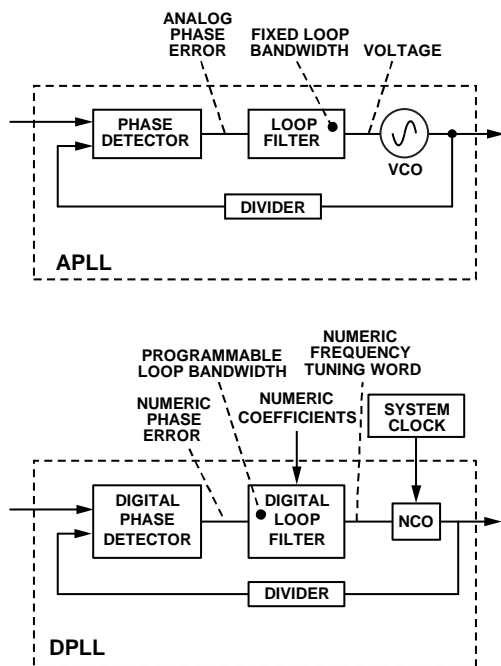 ANALOG
PHASE
ERROR
FIXED LOOP
BANDWIDTH
VOLTAGE
PHASE
DETECTOR
LOOP
FILTER
VCO
DIVIDER
APLL
PROGRAMMABLE
LOOP BANDWIDTH
NUMERIC
PHASE
ERROR
NUMERIC
COEFFICIENTS
NUMERIC
FREQUENCY
TUNING WORD
SYSTEM
CLOCK
DIGITAL
PHASE
DETECTOR
DIGITAL
LOOP
FILTER
NCO
DIVIDER
DPLL